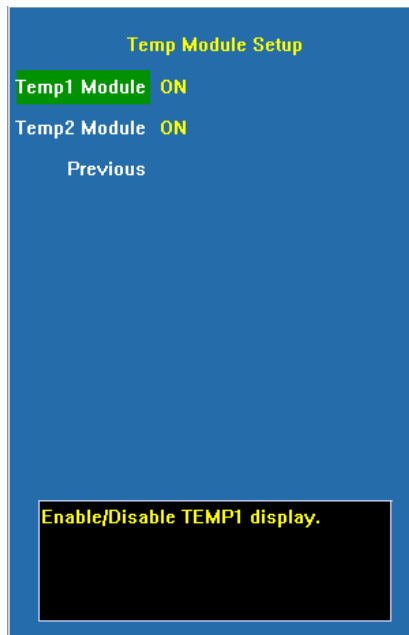 Temp Module Setup
Temp1 Module ON
Temp2 Module ON
Previous
Enable/Disable TEMP1 display.